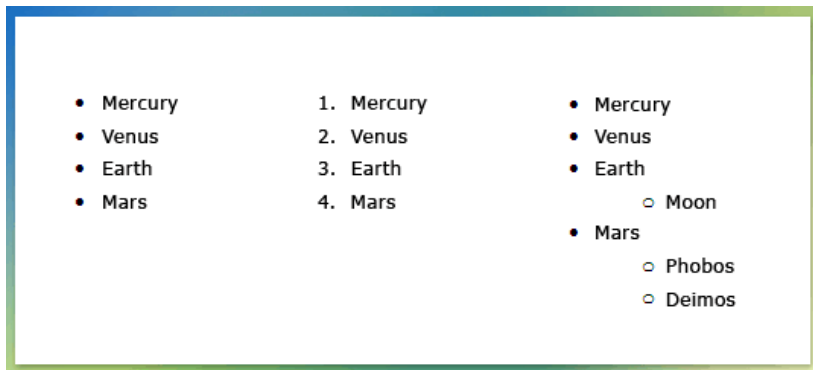 • Mercury
• Venus
• Earth
• Mars
1. Mercury
2. Venus
3. Earth
4. Mars
• Mercury
• Venus
• Earth
○ Moon
• Mars
○ Phobos
○ Deimos